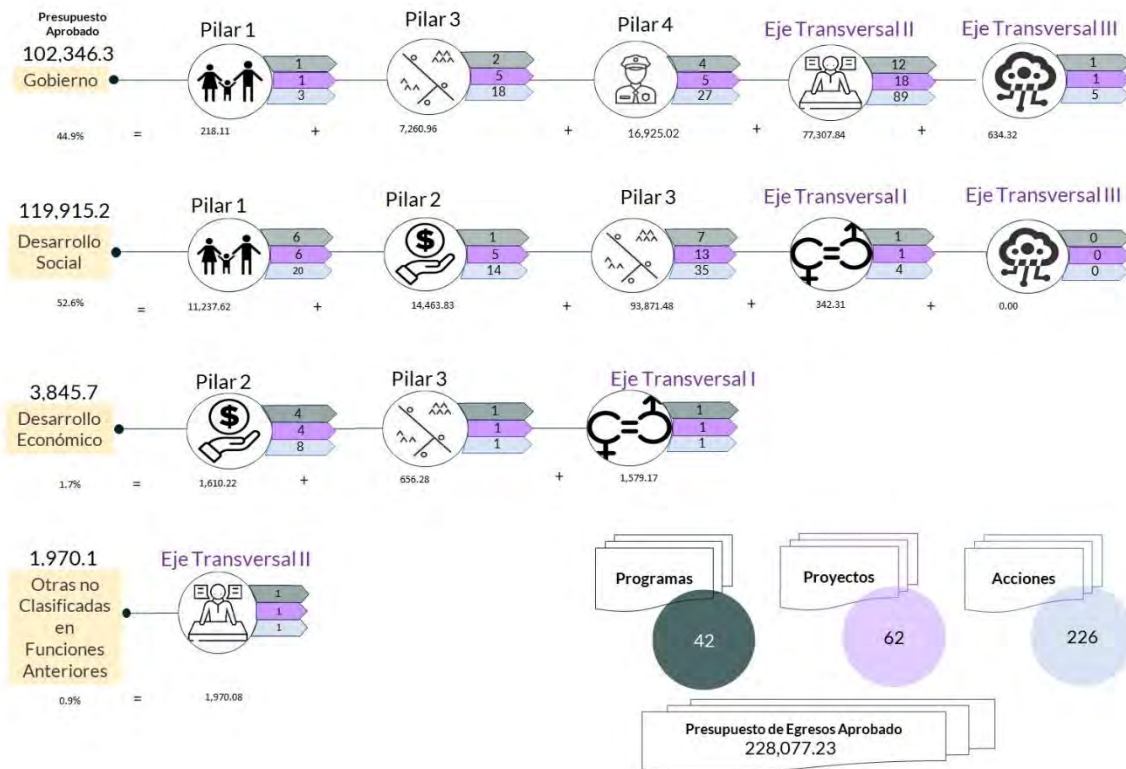 Presupuesto
Aprobado
102,346.3
Gobierno
44.9%
=
Pilar 1
1
1
3
218.11
+
Pilar 3
2
5
18
7,260.96
+
Pilar 4
4
5
27
16,925.02
+
Eje Transversal II
12
18
89
77,307.84
+
Eje Transversal III
1
1
5
634.32
119,915.2
Desarrollo
Social
52.6%
=
Pilar 1
6
6
20
11,237.62
+
Pilar 2
$
1
5
14
14,463.83
+
Pilar 3
7
13
35
93,871.48
+
Eje Transversal I
1
1
4
342.31
+
Eje Transversal III
0
0
0
0.00
3,845.7
Desarrollo
Económico
1.7%
=
Pilar 2
$
4
4
8
1,610.22
+
Pilar 3
1
1
1
656.28
+
Eje Transversal I
1
1
1
1,579.17
1,970.1
Otras no
Clasificadas
en
Funciones
Anteriores
0.9%
=
Eje Transversal II
1
1
1
1,970.08
Programas
42
Proyectos
62
Acciones
226
Presupuesto de Egresos Aprobado
228,077.23